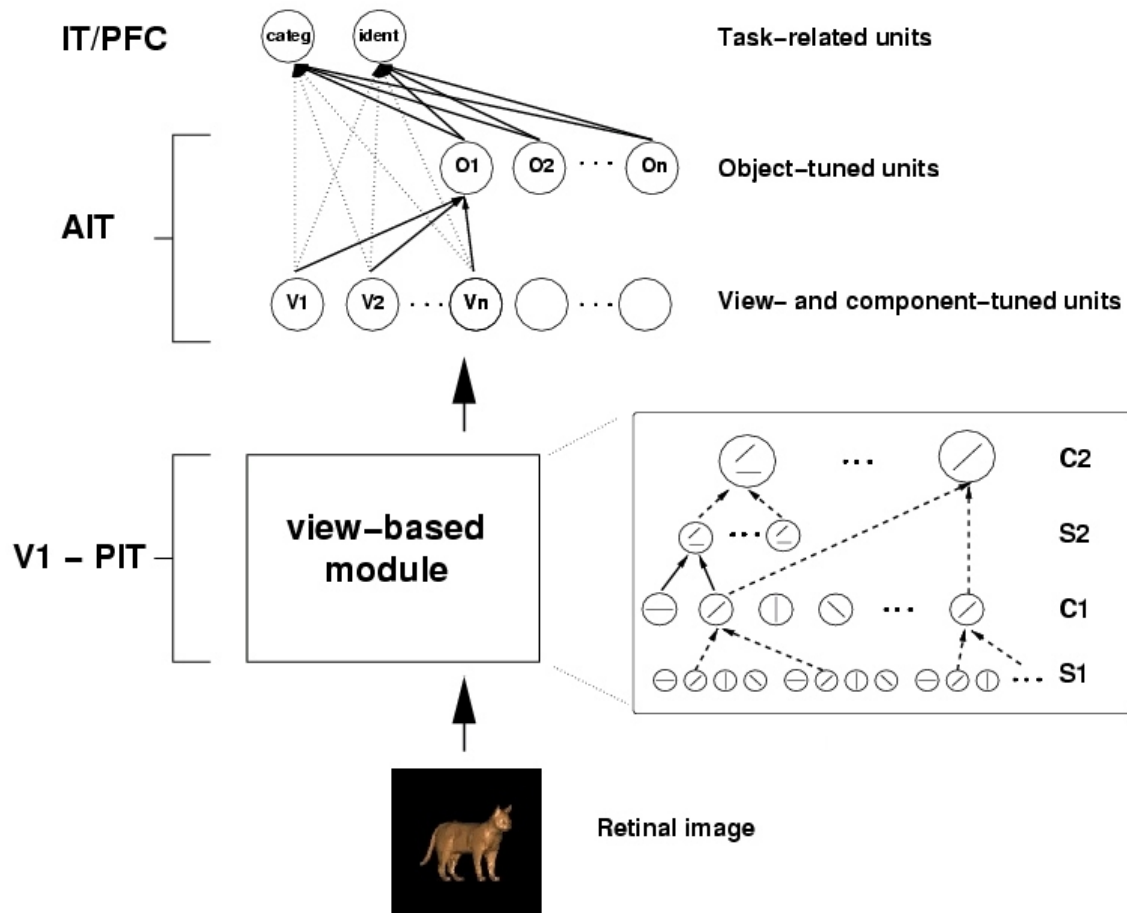 IT/PFC categ ident Task–related units
O1 O2 ... On Object–tuned units
AIT
V1 V2 ... Vn ... View– and component–tuned units
C2
...
view–based
module
V1 – PIT
S2
...
C1
...
S1
...
Retinal image